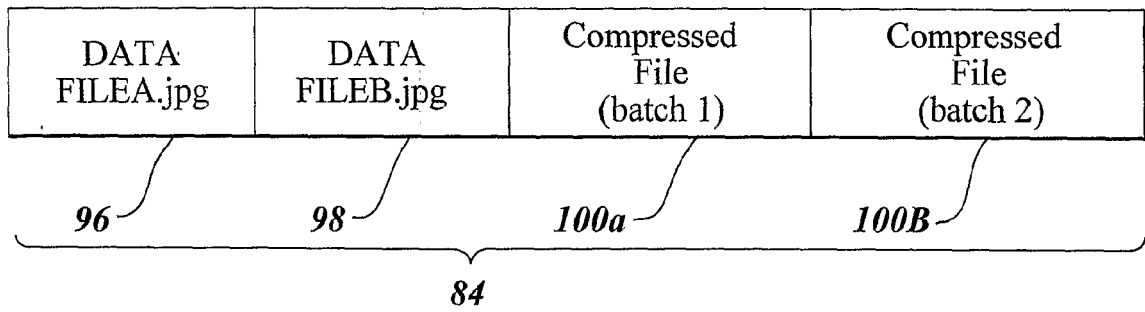 DATA
FILEA.jpg
DATA
FILEB.jpg
Compressed
File
(batch 1)
Compressed
File
(batch 2)
96
98
100a
100B
84